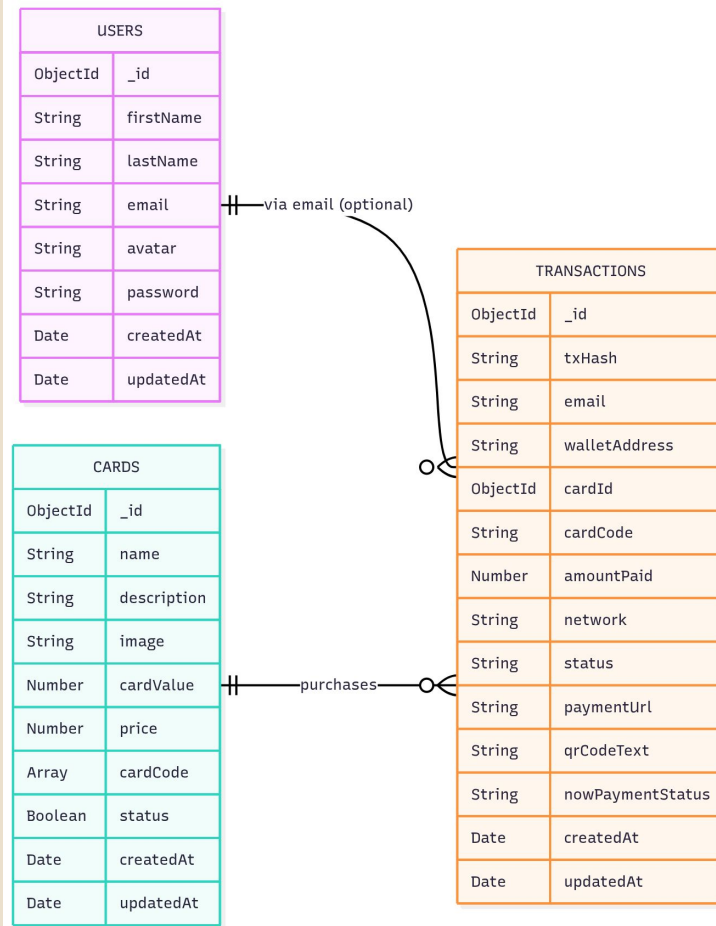 USERS
ObjectId _id
String firstName
String lastName
String email
String avatar
String password
Date createdAt
Date updatedAt
via email (optional)
CARDS
ObjectId _id
String name
String description
String image
Number cardValue
Number price
Array cardCode
Boolean status
Date createdAt
Date updatedAt
purchases
TRANSACTIONS
ObjectId _id
String txHash
String email
String walletAddress
ObjectId cardId
String cardCode
Number amountPaid
String network
String status
String paymentUrl
String qrCodeText
String nowPaymentStatus
Date createdAt
Date updatedAt